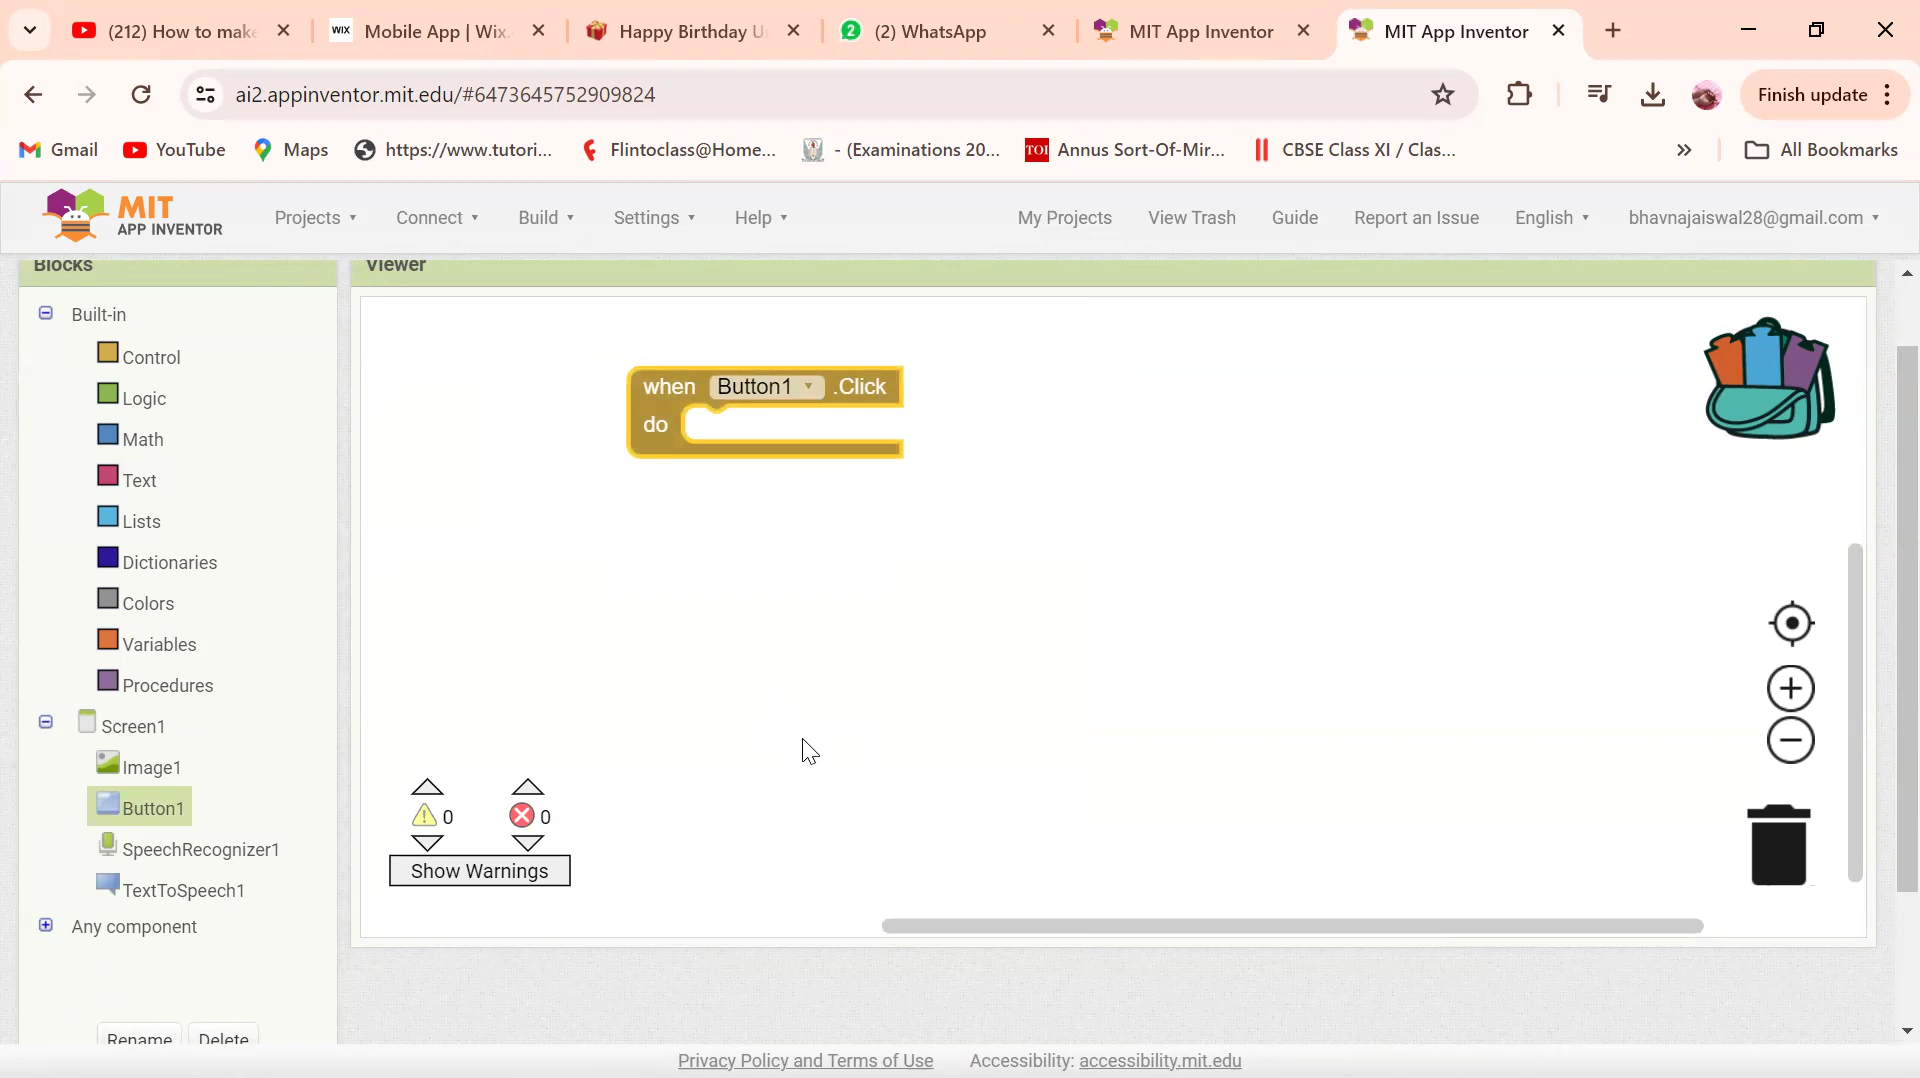 (212) How to make
WIX Mobile App | Wix.
Happy Birthday U
2 (2) WhatsApp
MIT App Inventor
MIT App Inventor
ai2.appinventor.mit.edu/#6473645752909824
Finish update
Gmail
YouTube
Maps
https://www.tutori...
Flintoclass@Home...
- (Examinations 20...
TOI Annus Sort-Of-Mir...
CBSE Class XI / Clas...
»
All Bookmarks
MIT
APP INVENTOR
Projects
Connect
Build
Settings
Help
My Projects
View Trash
Guide
Report an Issue
English
bhavnajaiswal28@gmail.com
Blocks
Viewer
Built-in
Control
Logic
Math
Text
Lists
Dictionaries
Colors
Variables
Procedures
Screen1
Image1
Button1
SpeechRecognizer1
TextToSpeech1
Any component
Rename
Delete
when Button1 .Click
do
0 0
Show Warnings
Privacy Policy and Terms of Use
Accessibility: accessibility.mit.edu